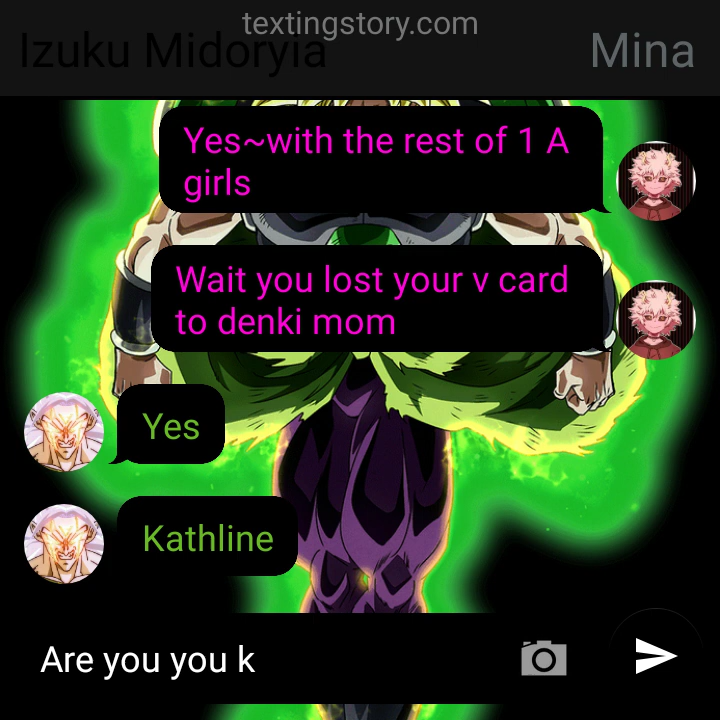 textingstory.com
Izuku Midoryia
Mina
Yes~with the rest of 1 A
girls
Wait you lost your v card
to denki mom
Yes
Kathline
Are you you k